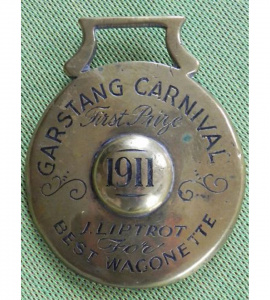 GARSTANG CARNIVAL
First Prize
1911
J. LIPTROT
For
BEST WAGONETTE